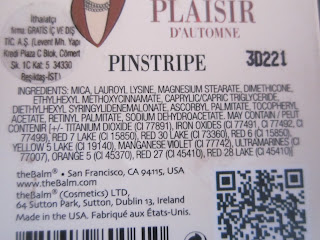 PLAISIR
D'AUTOMNE
İthalatçı
firma :GRATIS İÇ VE DIŞ
TİC A.Ş. (Levent Mh. Yapı
Kredi Plaza C Blok, Cömert
Sk. 1C Kat: 5 34330
Beşiktaş-İST)
PINSTRIPE
3D221
INGREDIENTS: MICA, LAUROYL LYSINE, MAGNESIUM STEARATE, DIMETHICONE,
ETHYLHEXYL METHOXYCINNAMATE, CAPRYLIC/CAPRIC TRIGLYCERIDE,
DIETHYLHEXYL SYRINGYLIDENEMALONATE, ASCORBYL PALMITATE, TOCOPHERYL
ACETATE, RETINYL PALMITATE, SODIUM DEHYDROACETATE. MAY CONTAIN / PEUT
CONTENIR [+/- TITANIUM DIOXIDE (CI 77891), IRON OXIDES (CI 77491, CI 77492, CI
77499), RED 7 LAKE (CI 15850), RED 30 LAKE (CI 73360), RED 6 (CI 15850),
YELLOW 5 LAKE (CI 19140), MANGANESE VIOLET (CI 77742), ULTRAMARINES (CI
77007), ORANGE 5 (CI 45370), RED 27 (CI 45410), RED 28 LAKE (CI 45410)]
theBalm® • San Francisco, CA 94115, USA
theBalm® (Cosmetics) LTD,
64 Sutton Park, Sutton, Dublin 13, Ireland
Made in the USA. Fabriqué aux États-Unis.